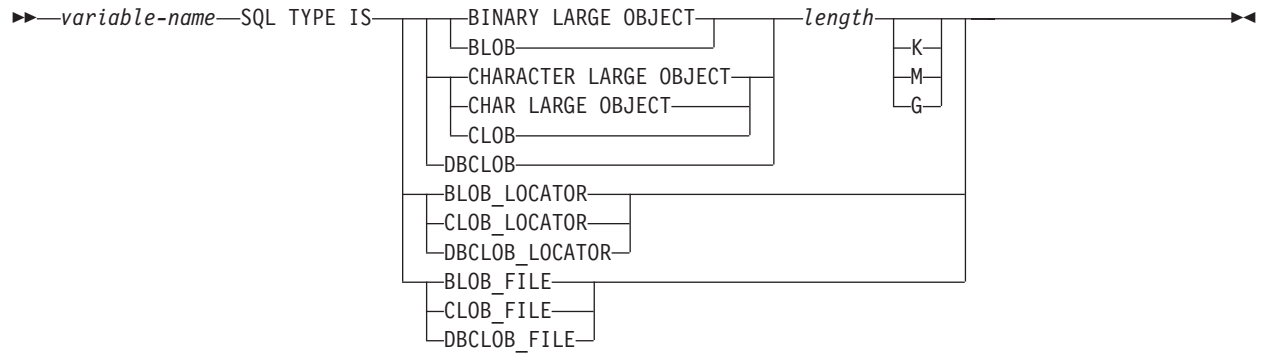 variable-name SQL TYPE IS BINARY LARGE OBJECT length
BLOB K
CHARACTER LARGE OBJECT M
CHAR LARGE OBJECT G
CLOB
DBCLOB
BLOB_LOCATOR
CLOB_LOCATOR
DBCLOB_LOCATOR
BLOB_FILE
CLOB_FILE
DBCLOB_FILE